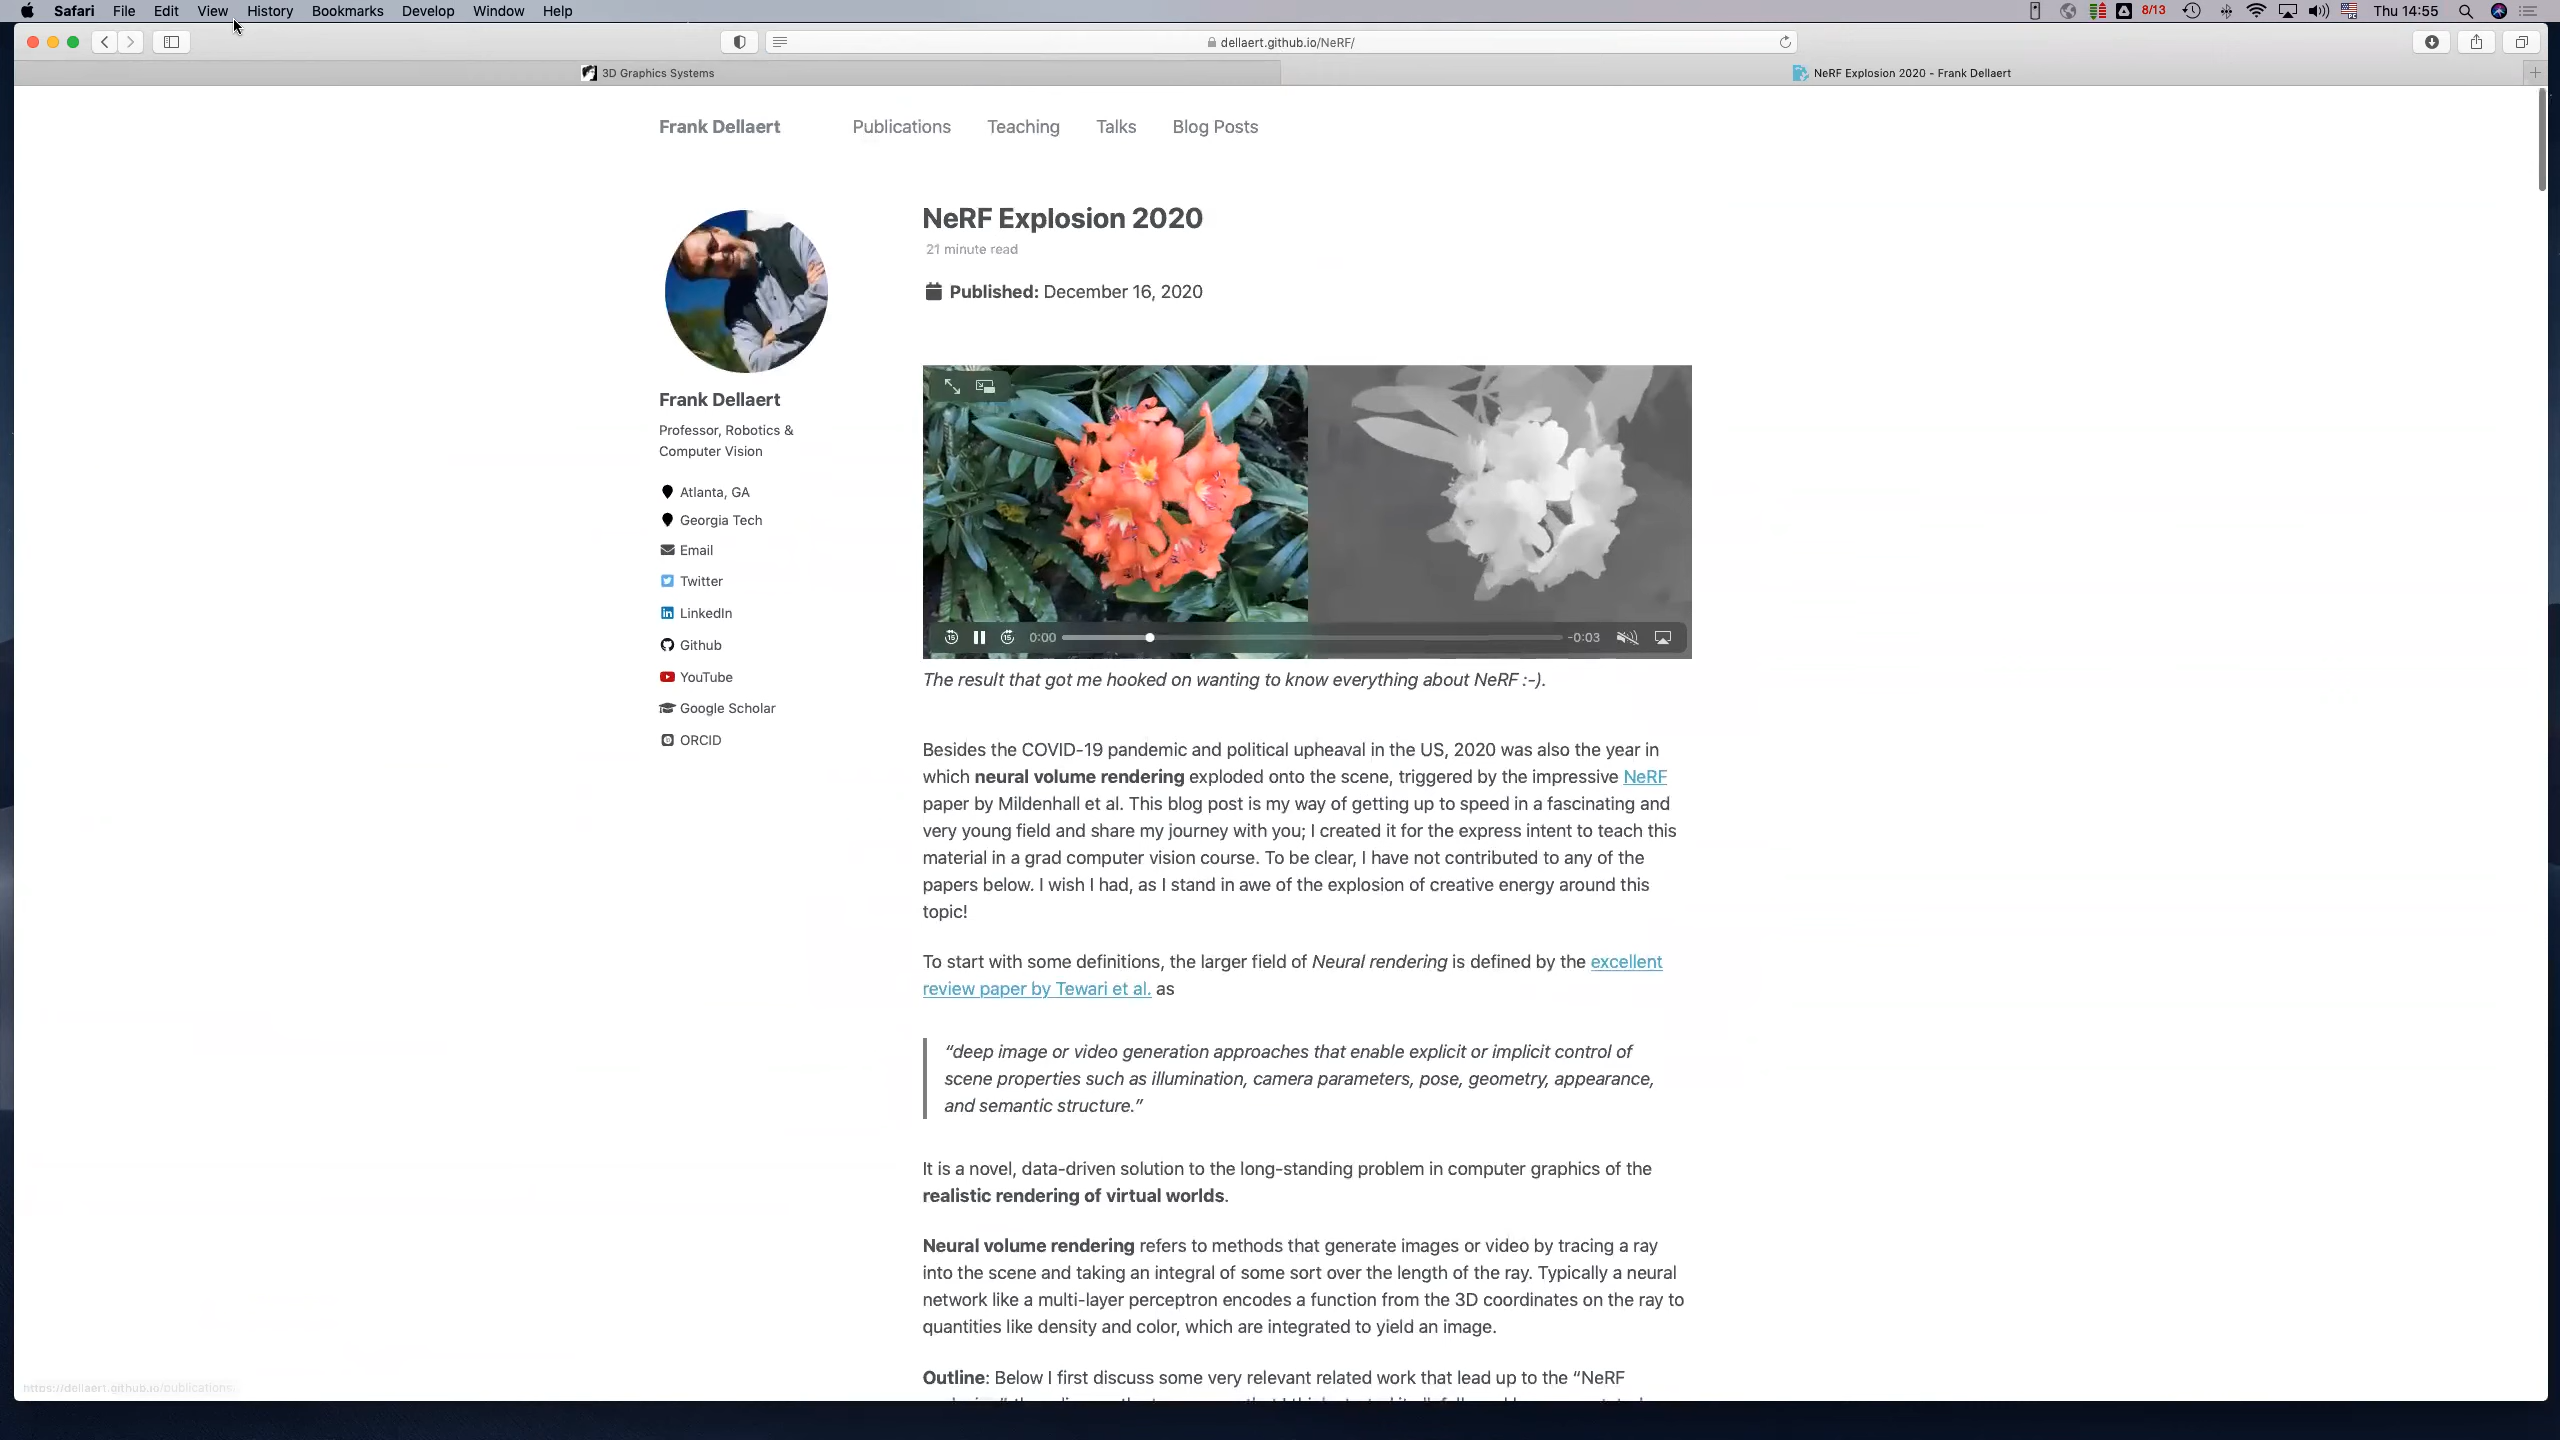 Safari File Edit View History Bookmarks Develop Window Help 8/13 Thu 14:55
dellaert.github.io/NeRF/
3D Graphics Systems NeRF Explosion 2020 - Frank Dellaert
Frank Dellaert Publications Teaching Talks Blog Posts
NeRF Explosion 2020
21 minute read
Published: December 16, 2020
Frank Dellaert
Professor, Robotics &
Computer Vision
Atlanta, GA
Georgia Tech
Email
Twitter
LinkedIn
Github
YouTube
Google Scholar
ORCID
15 15 0:00 -0:03
The result that got me hooked on wanting to know everything about NeRF :-).
Besides the COVID-19 pandemic and political upheaval in the US, 2020 was also the year in
which neural volume rendering exploded onto the scene, triggered by the impressive NeRF
paper by Mildenhall et al. This blog post is my way of getting up to speed in a fascinating and
very young field and share my journey with you; I created it for the express intent to teach this
material in a grad computer vision course. To be clear, I have not contributed to any of the
papers below. I wish I had, as I stand in awe of the explosion of creative energy around this
topic!
To start with some definitions, the larger field of Neural rendering is defined by the excellent
review paper by Tewari et al. as
“deep image or video generation approaches that enable explicit or implicit control of
scene properties such as illumination, camera parameters, pose, geometry, appearance,
and semantic structure.”
It is a novel, data-driven solution to the long-standing problem in computer graphics of the
realistic rendering of virtual worlds.
Neural volume rendering refers to methods that generate images or video by tracing a ray
into the scene and taking an integral of some sort over the length of the ray. Typically a neural
network like a multi-layer perceptron encodes a function from the 3D coordinates on the ray to
quantities like density and color, which are integrated to yield an image.
Outline: Below I first discuss some very relevant related work that lead up to the “NeRF
https://dellaert.github.io/publications/